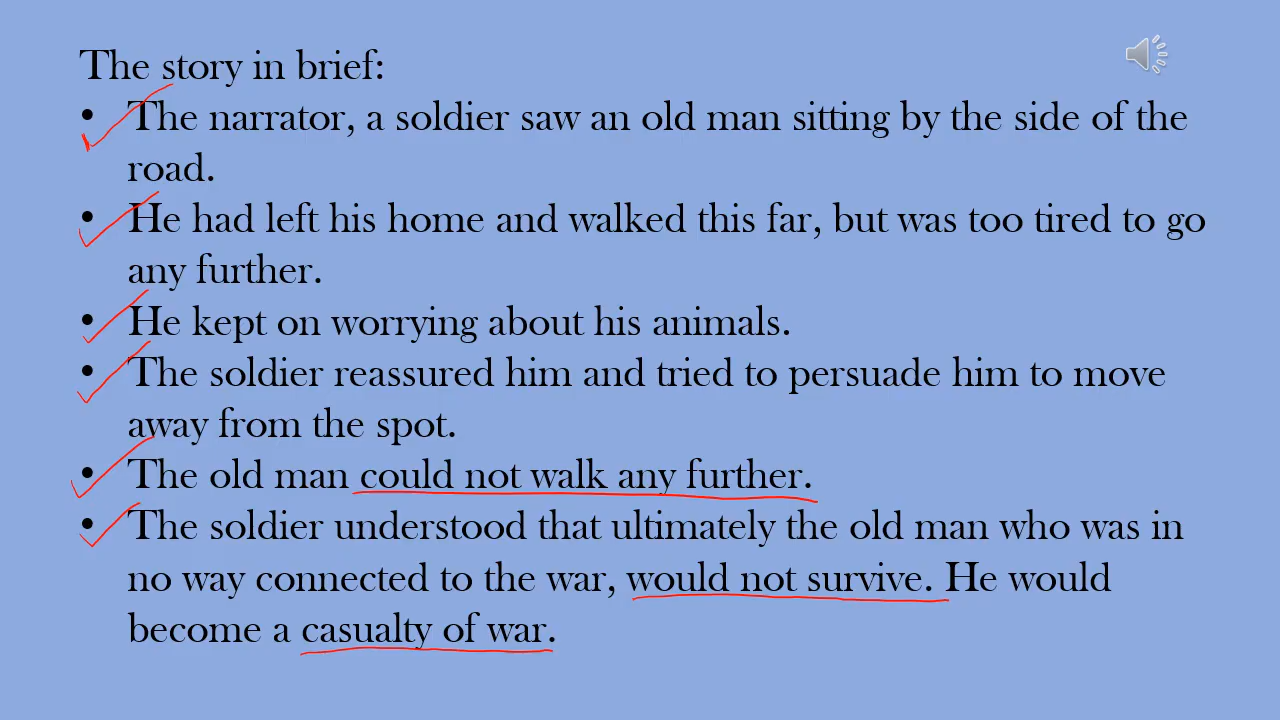 The story in brief:
• The narrator, a soldier saw an old man sitting by the side of the
road.
• He had left his home and walked this far, but was too tired to go
any further.
• He kept on worrying about his animals.
• The soldier reassured him and tried to persuade him to move
away from the spot.
• The old man could not walk any further.
• The soldier understood that ultimately the old man who was in
no way connected to the war, would not survive. He would
become a casualty of war.